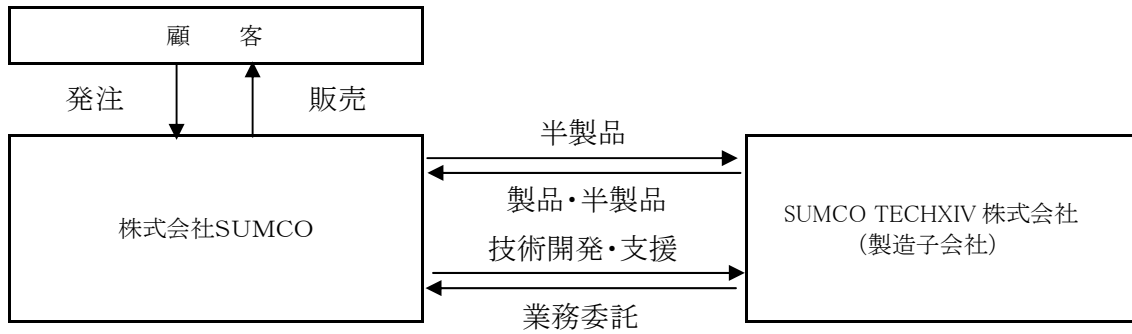 顧　客
発注
販売
半製品
製品・半製品
株式会社SUMCO
SUMCO TECHXIV 株式会社
（製造子会社）
技術開発・支援
業務委託